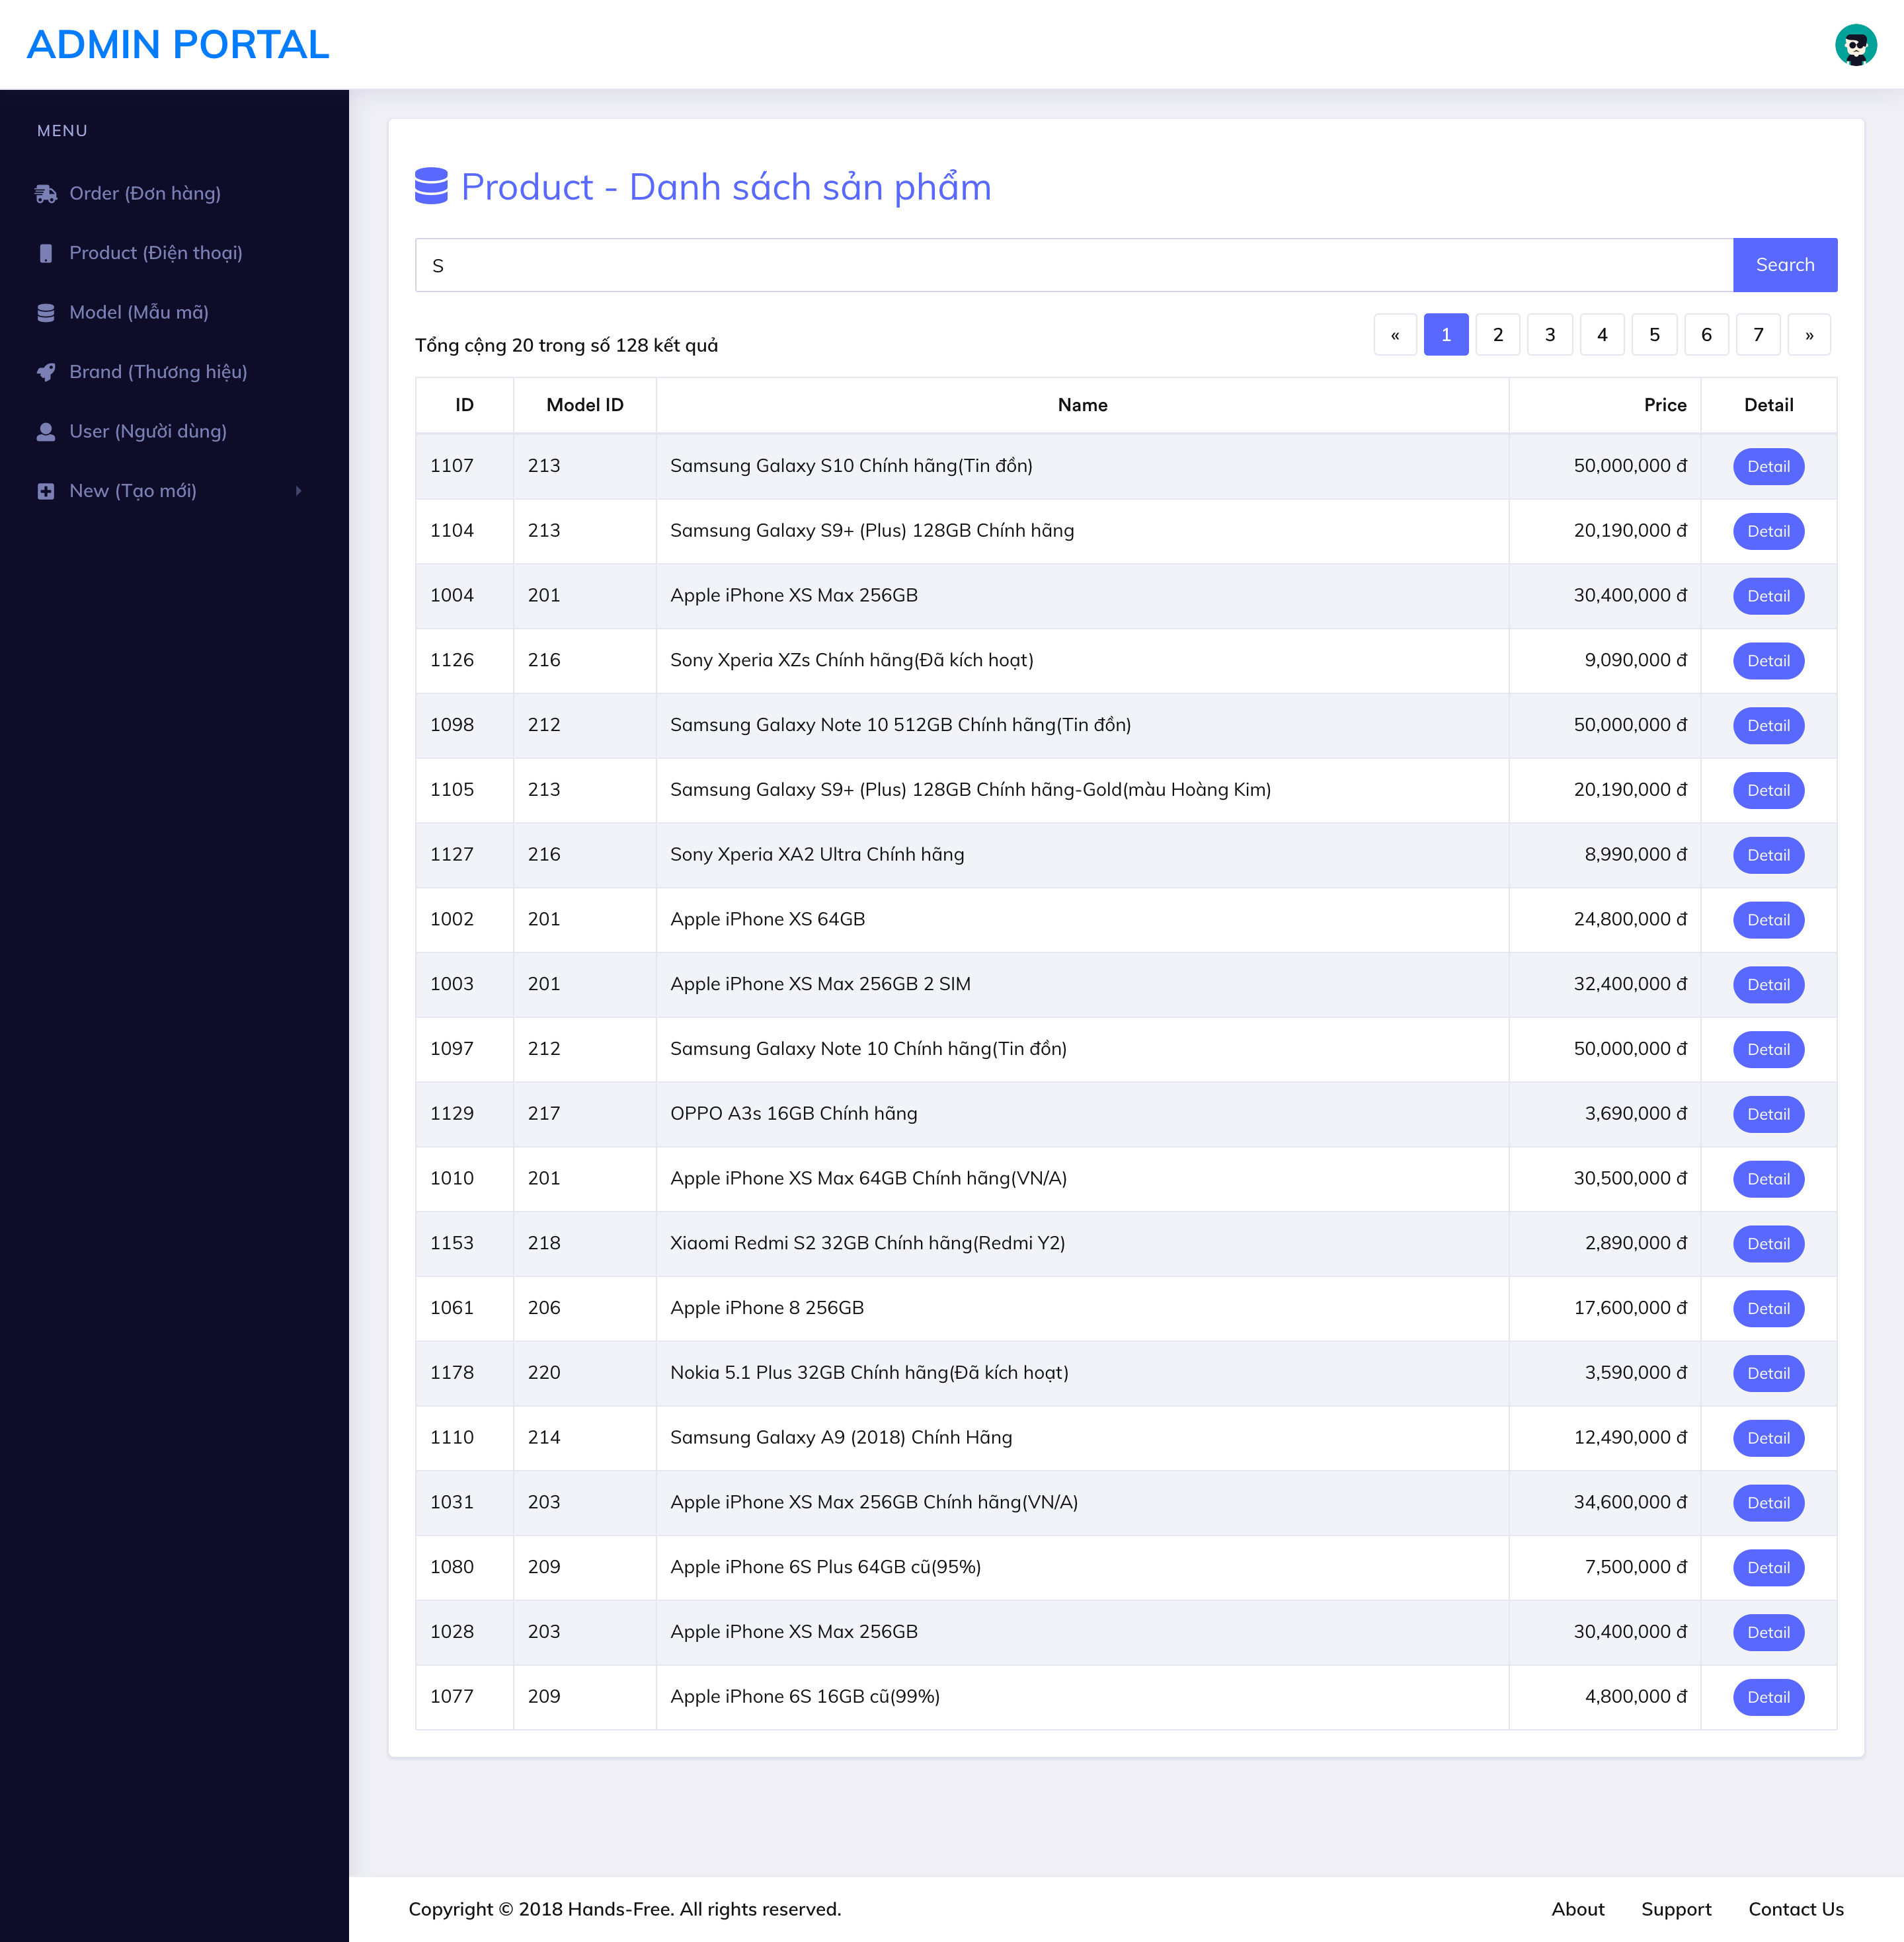 ADMIN PORTAL
MENU
Order (Đơn hàng)
Product (Điện thoại)
Model (Mẫu mã)
Brand (Thương hiệu)
User (Người dùng)
New (Tạo mới)
Product - Danh sách sản phẩm
S Search
Tổng cộng 20 trong số 128 kết quả « 1 2 3 4 5 6 7 »
ID Model ID Name Price Detail
1107 213 Samsung Galaxy S10 Chính hãng(Tin đồn) 50,000,000 đ Detail
1104 213 Samsung Galaxy S9+ (Plus) 128GB Chính hãng 20,190,000 đ Detail
1004 201 Apple iPhone XS Max 256GB 30,400,000 đ Detail
1126 216 Sony Xperia XZs Chính hãng(Đã kích hoạt) 9,090,000 đ Detail
1098 212 Samsung Galaxy Note 10 512GB Chính hãng(Tin đồn) 50,000,000 đ Detail
1105 213 Samsung Galaxy S9+ (Plus) 128GB Chính hãng-Gold(màu Hoàng Kim) 20,190,000 đ Detail
1127 216 Sony Xperia XA2 Ultra Chính hãng 8,990,000 đ Detail
1002 201 Apple iPhone XS 64GB 24,800,000 đ Detail
1003 201 Apple iPhone XS Max 256GB 2 SIM 32,400,000 đ Detail
1097 212 Samsung Galaxy Note 10 Chính hãng(Tin đồn) 50,000,000 đ Detail
1129 217 OPPO A3s 16GB Chính hãng 3,690,000 đ Detail
1010 201 Apple iPhone XS Max 64GB Chính hãng(VN/A) 30,500,000 đ Detail
1153 218 Xiaomi Redmi S2 32GB Chính hãng(Redmi Y2) 2,890,000 đ Detail
1061 206 Apple iPhone 8 256GB 17,600,000 đ Detail
1178 220 Nokia 5.1 Plus 32GB Chính hãng(Đã kích hoạt) 3,590,000 đ Detail
1110 214 Samsung Galaxy A9 (2018) Chính Hãng 12,490,000 đ Detail
1031 203 Apple iPhone XS Max 256GB Chính hãng(VN/A) 34,600,000 đ Detail
1080 209 Apple iPhone 6S Plus 64GB cũ(95%) 7,500,000 đ Detail
1028 203 Apple iPhone XS Max 256GB 30,400,000 đ Detail
1077 209 Apple iPhone 6S 16GB cũ(99%) 4,800,000 đ Detail
Copyright © 2018 Hands-Free. All rights reserved. About Support Contact Us